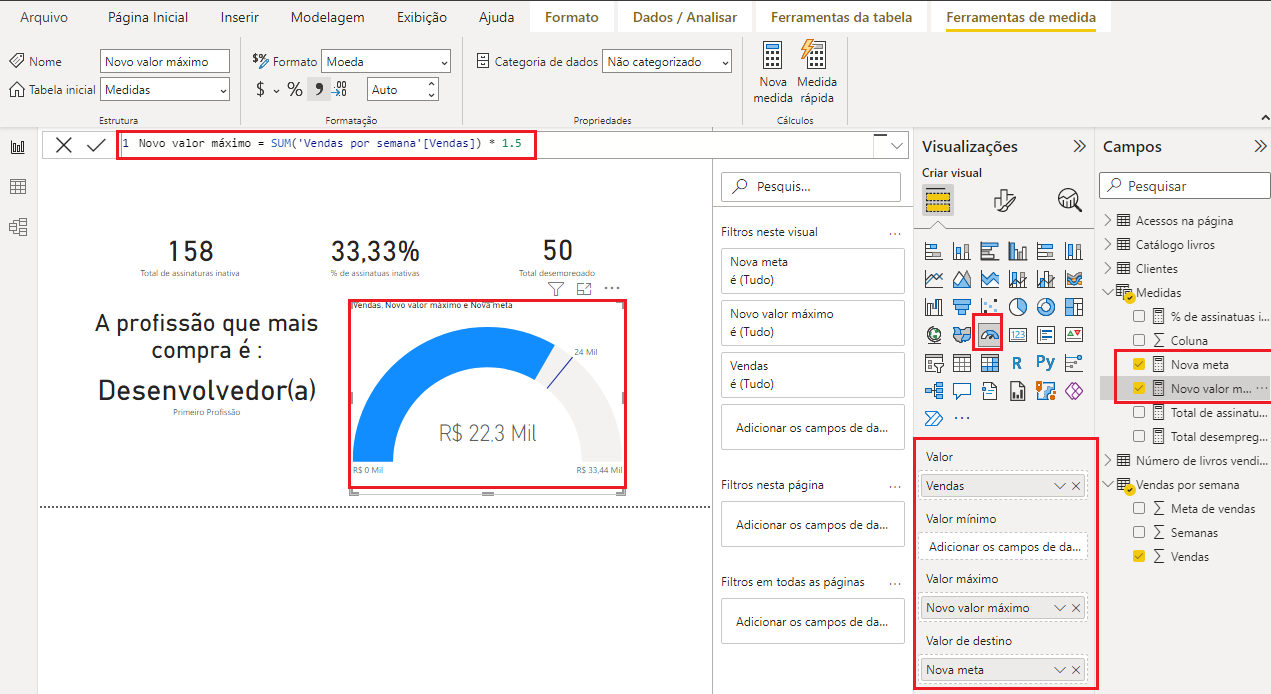 Arquivo
Página Inicial
Inserir
Modelagem
Exibição
Ajuda
Formato
Dados / Analisar
Ferramentas da tabela
Ferramentas de medida
Nome
Novo valor máximo
Tabela inicial
Medidas
Estrutura
$% Formato
Moeda
$
%
,00
Auto
Formatação
Categoria de dados
Não categorizado
Propriedades
Nova medida
Medida rápida
Cálculos
1 Novo valor máximo = SUM('Vendas por semana'[Vendas]) * 1.5
158
Total de assinaturas inativa
33,33%
% de assinatuas inativas
50
Total desempregado
A profissão que mais
compra é :
Desenvolvedor(a)
Primeiro Profissão
Vendas, Novo valor máximo e Nova meta
24 Mil
R$ 22,3 Mil
R$ 0 Mil
R$ 33,44 Mil
Pesquis...
Filtros neste visual
...
Nova meta
é (Tudo)
Novo valor máximo
é (Tudo)
Vendas
é (Tudo)
Adicionar os campos de da...
Filtros nesta página
...
Adicionar os campos de da...
Filtros em todas as páginas
...
Adicionar os campos de da...
Visualizações
Criar visual
123
R
Py
...
Valor
Vendas
Valor mínimo
Adicionar os campos de da...
Valor máximo
Novo valor máximo
Valor de destino
Nova meta
Campos
Pesquisar
Acessos na página
Catálogo livros
Clientes
Medidas
% de assinatuas i...
Coluna
Nova meta
Novo valor m...
Total de assinatu...
Total desempreg...
Número de livros vendi...
Vendas por semana
Meta de vendas
Semanas
Vendas